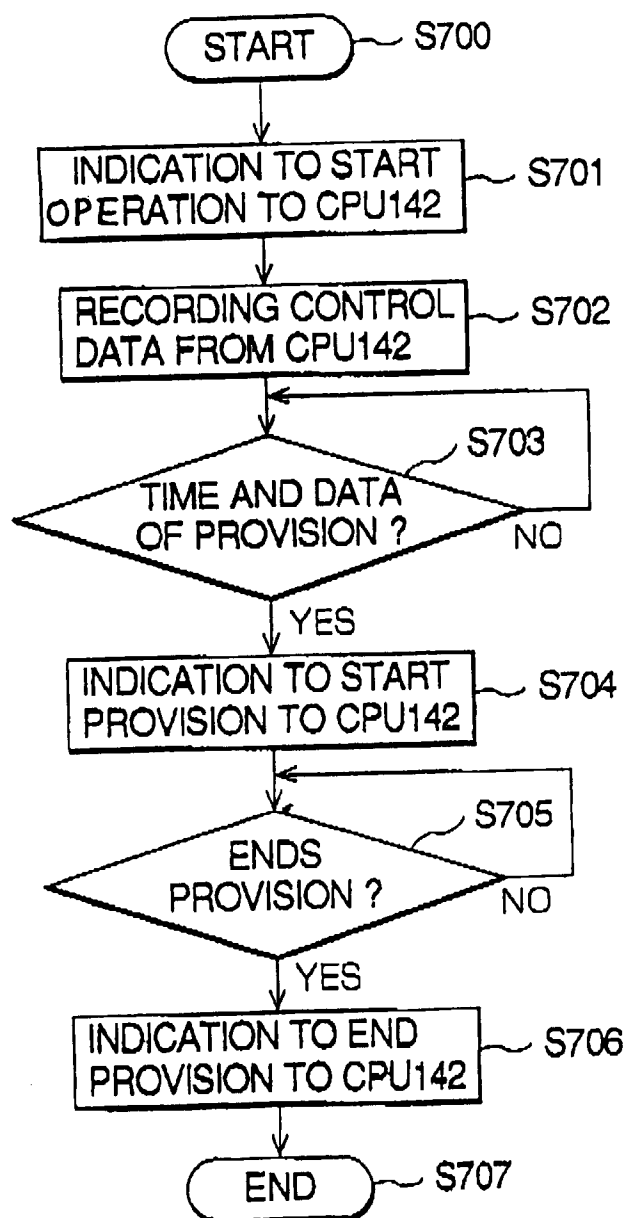 START
S700
INDICATION TO START
OPERATION TO CPU142
S701
RECORDING CONTROL
DATA FROM CPU142
S702
S703
TIME AND DATA
OF PROVISION ?
NO
YES
INDICATION TO START
PROVISION TO CPU142
S704
S705
ENDS
PROVISION ?
NO
YES
INDICATION TO END
PROVISION TO CPU142
S706
END
S707